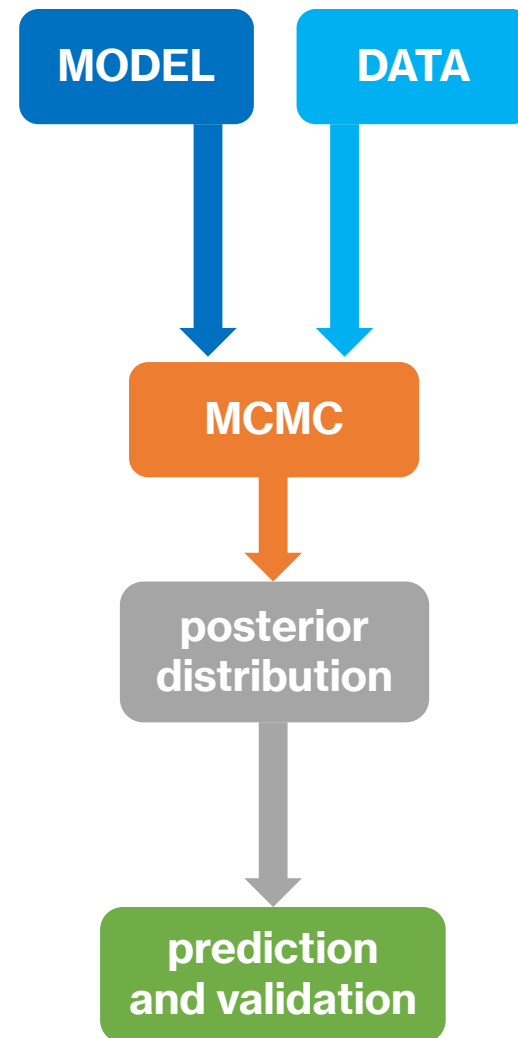 MODEL
DATA
MCMC
posterior
distribution
prediction
and validation